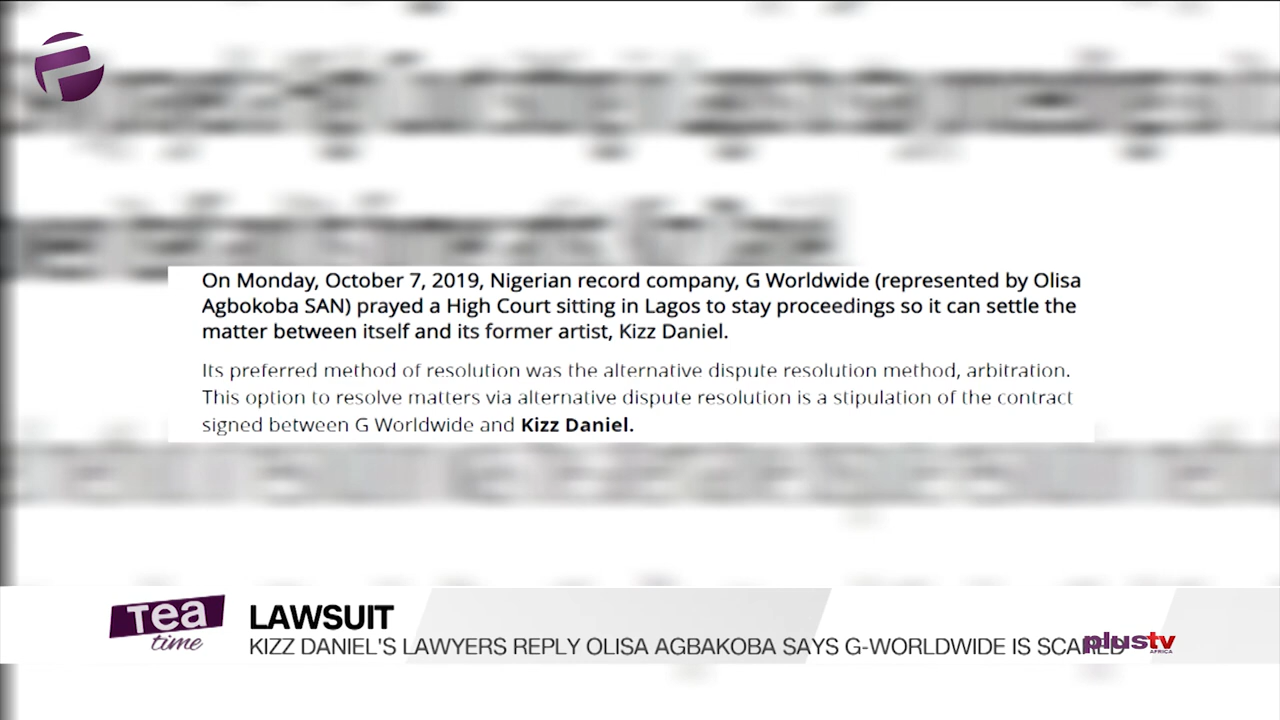 On Monday, October 7, 2019, Nigerian record company, G Worldwide (represented by Olisa
Agbokoba SAN) prayed a High Court sitting in Lagos to stay proceedings so it can settle the
matter between itself and its former artist, Kizz Daniel.
Its preferred method of resolution was the alternative dispute resolution method, arbitration.
This option to resolve matters via alternative dispute resolution is a stipulation of the contract
signed between G Worldwide and Kizz Daniel.
Tea
time
LAWSUIT
KIZZ DANIEL'S LAWYERS REPLY OLISA AGBAKOBA SAYS G-WORLDWIDE IS SCARED
plustv
AFRICA